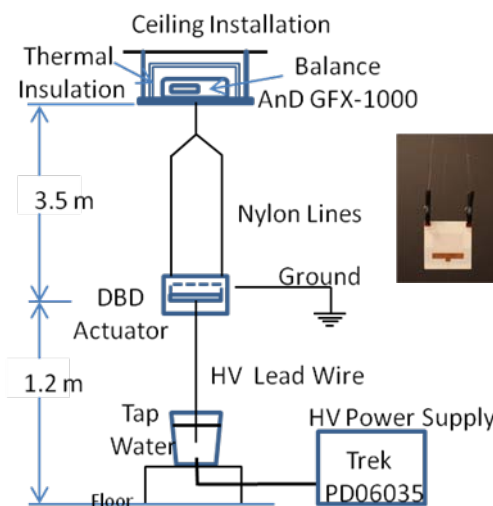 Ceiling Installation
Thermal
Insulation
Balance
AnD GFX-1000
3.5 m
Nylon Lines
Ground
DBD
Actuator
1.2 m
HV Lead Wire
Tap
Water
HV Power Supply
Trek
PD06035
Floor